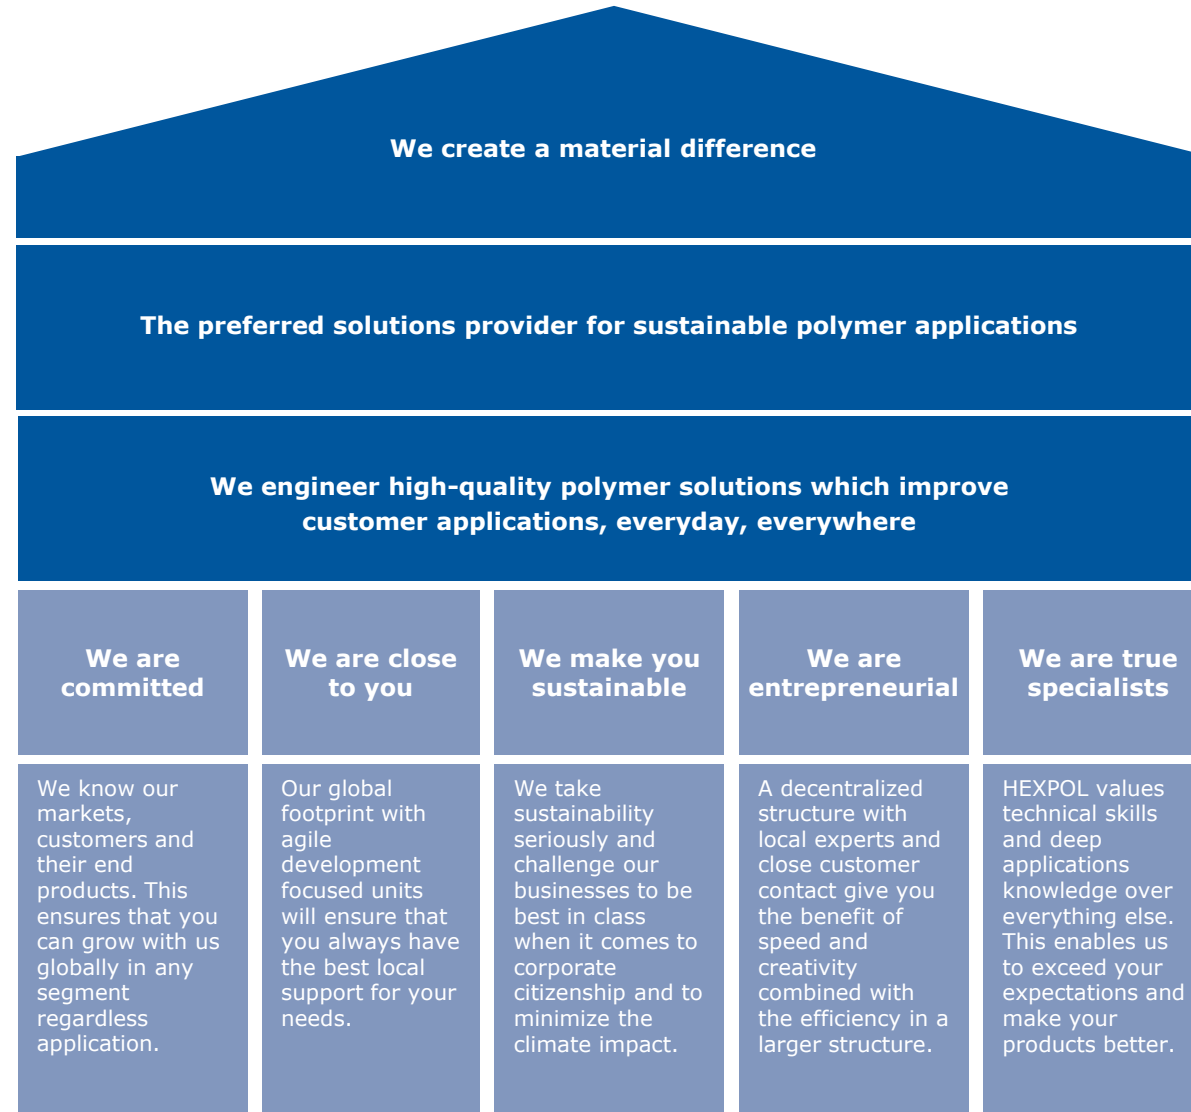 We create a material difference
The preferred solutions provider for sustainable polymer applications
We engineer high-quality polymer solutions which improve
customer applications, everyday, everywhere
We are
committed
We are close
to you
We make you
sustainable
We are
entrepreneurial
We are true
specialists
We know our
markets,
customers and
their end
products. This
ensures that you
can grow with us
globally in any
segment
regardless
application.
Our global
footprint with
agile
development
focused units
will ensure that
you always have
the best local
support for your
needs.
We take
sustainability
seriously and
challenge our
businesses to be
best in class
when it comes to
corporate
citizenship and to
minimize the
climate impact.
A decentralized
structure with
local experts and
close customer
contact give you
the benefit of
speed and
creativity
combined with
the efficiency in a
larger structure.
HEXPOL values
technical skills
and deep
applications
knowledge over
everything else.
This enables us
to exceed your
expectations and
make your
products better.